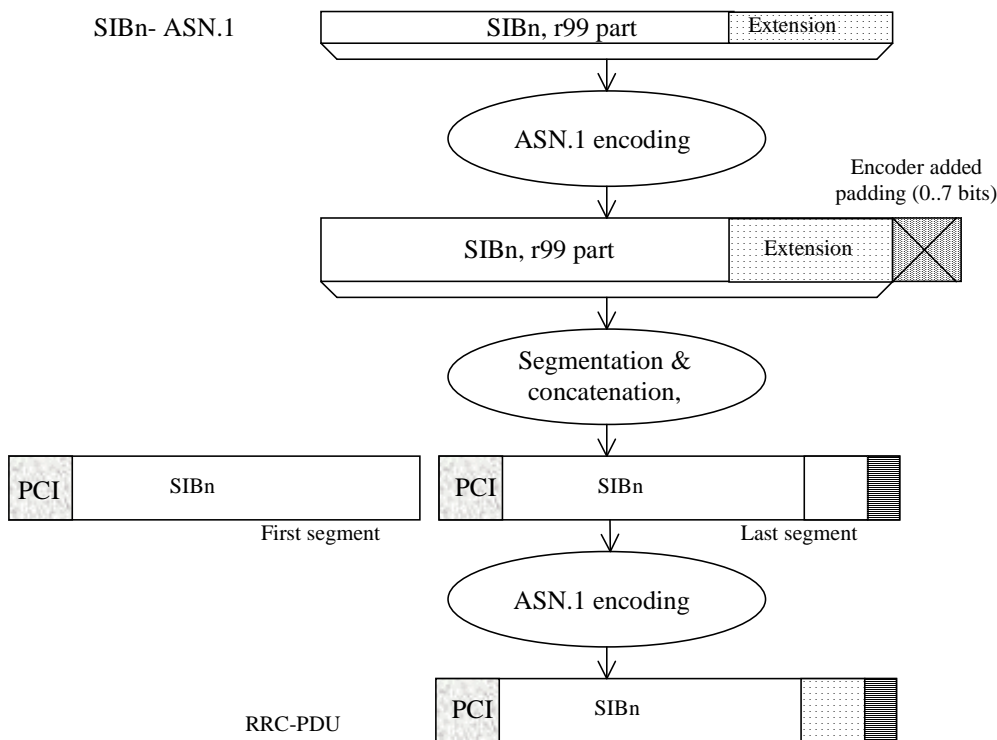 SIBn- ASN.1
SIBn, r99 part
Extension
ASN.1 encoding
Encoder added
padding (0..7 bits)
SIBn, r99 part
Extension
Segmentation &
concatenation,
PCI
SIBn
PCI
SIBn
First segment
Last segment
ASN.1 encoding
PCI
SIBn
RRC-PDU